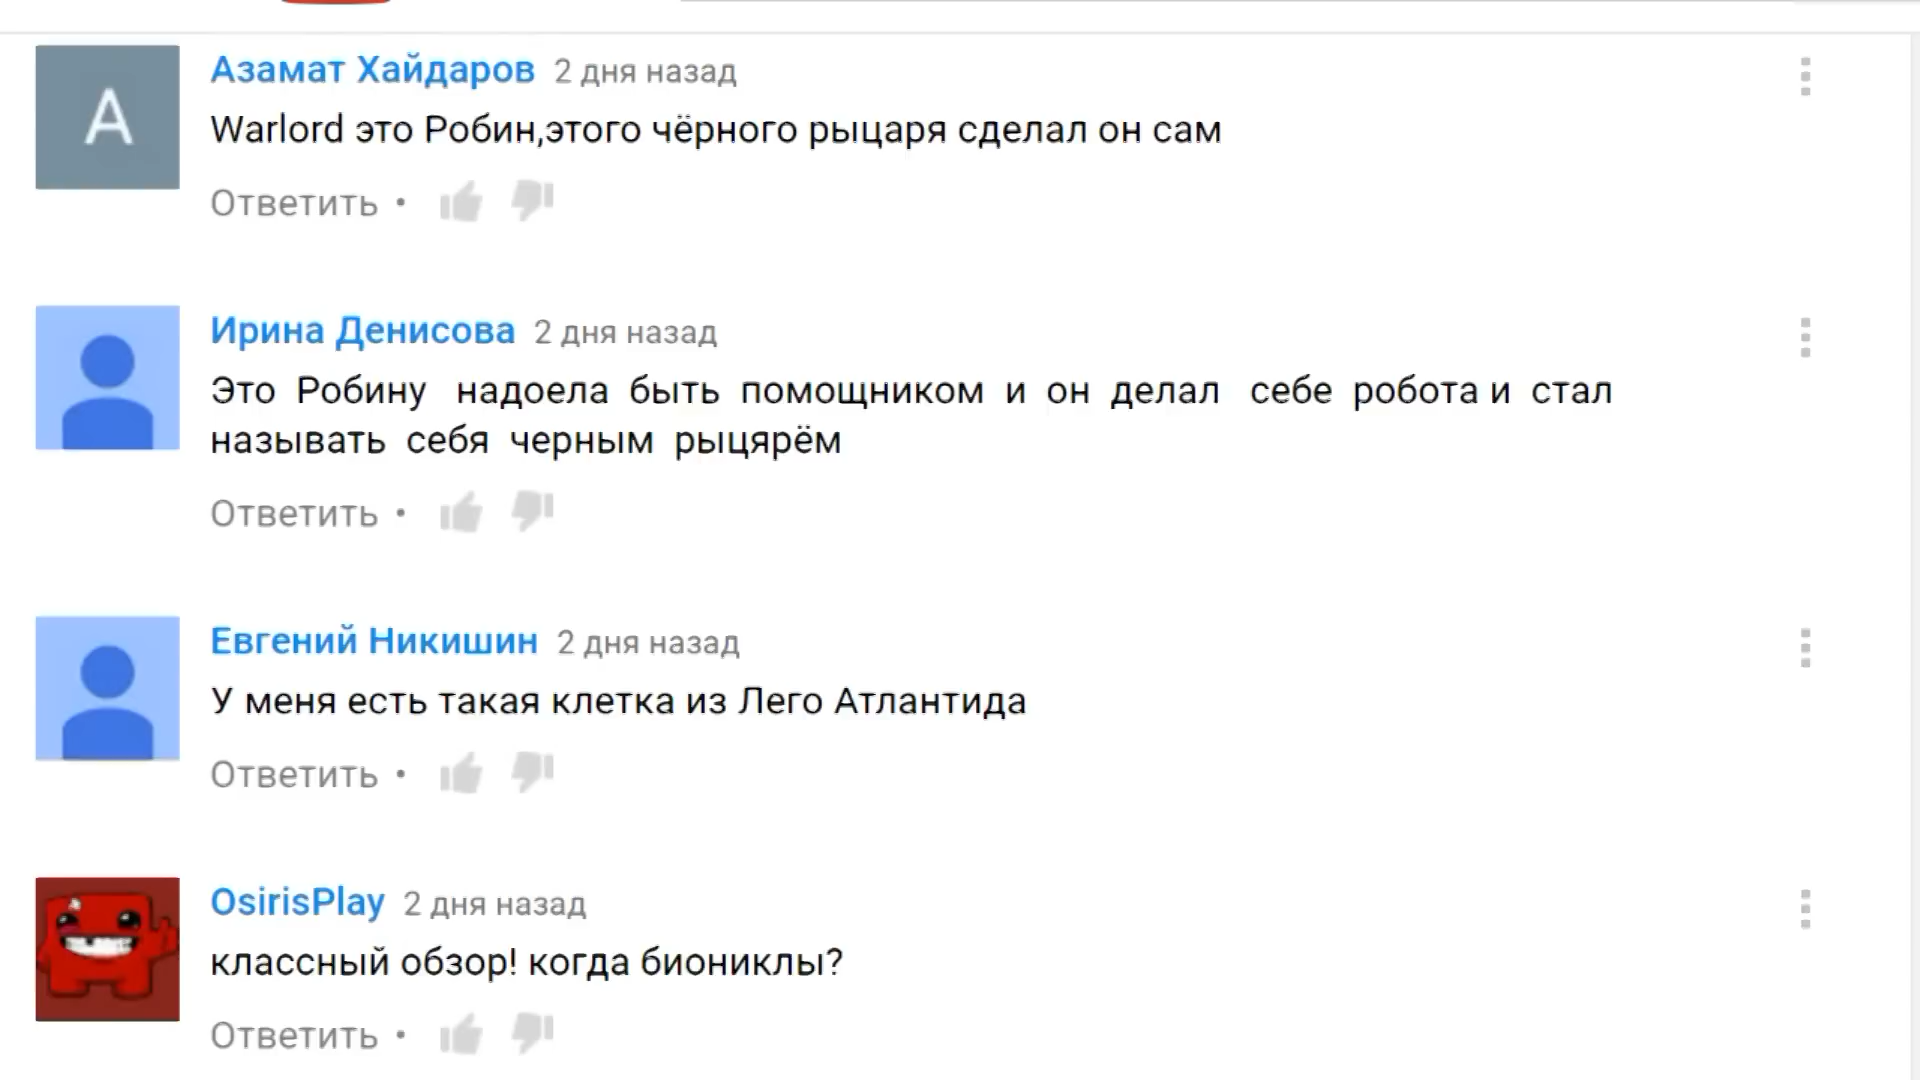 Азамат Хайдаров 2 дня назад
Warlord это Робин,этого чёрного рыцаря сделал он сам
Ответить •
Ирина Денисова 2 дня назад
Это Робину надоела быть помощником и он делал себе робота и стал
называть себя черным рыцярём
Ответить •
Евгений Никишин 2 дня назад
У меня есть такая клетка из Лего Атлантида
Ответить •
OsirisPlay 2 дня назад
классный обзор! когда биониклы?
Ответить •
A